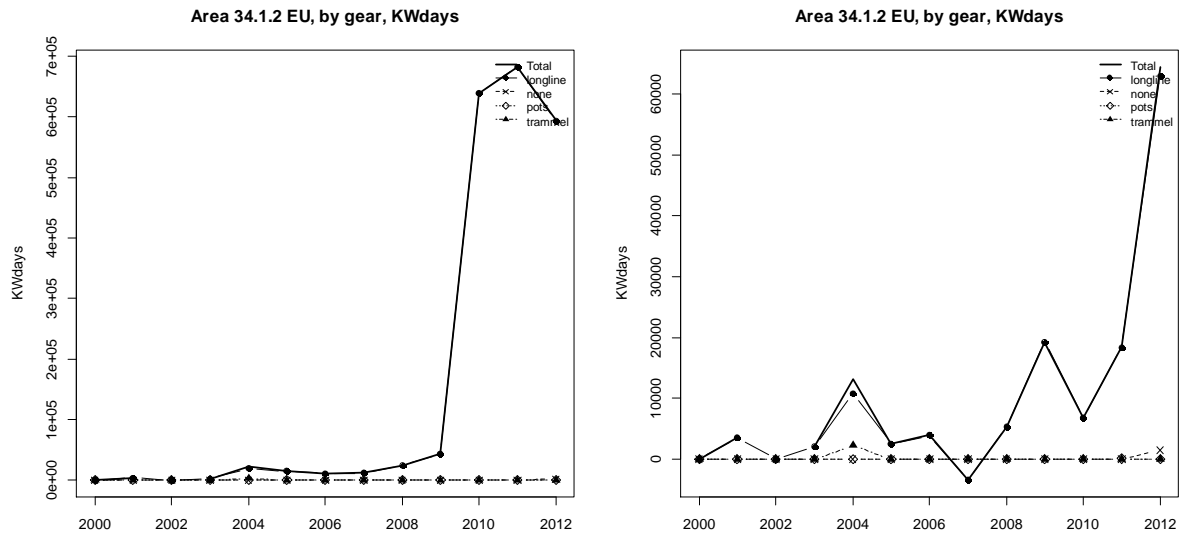 Area 34.1.2 EU, by gear, KWdays
KWdays
7e+05
6e+05
5e+05
4e+05
3e+05
2e+05
1e+05
0e+00
Total
longline
none
pots
trammel
2000 2002 2004 2006 2008 2010 2012
Area 34.1.2 EU, by gear, KWdays
KWdays
60000
50000
40000
30000
20000
10000
0
Total
longline
none
pots
trammel
2000 2002 2004 2006 2008 2010 2012